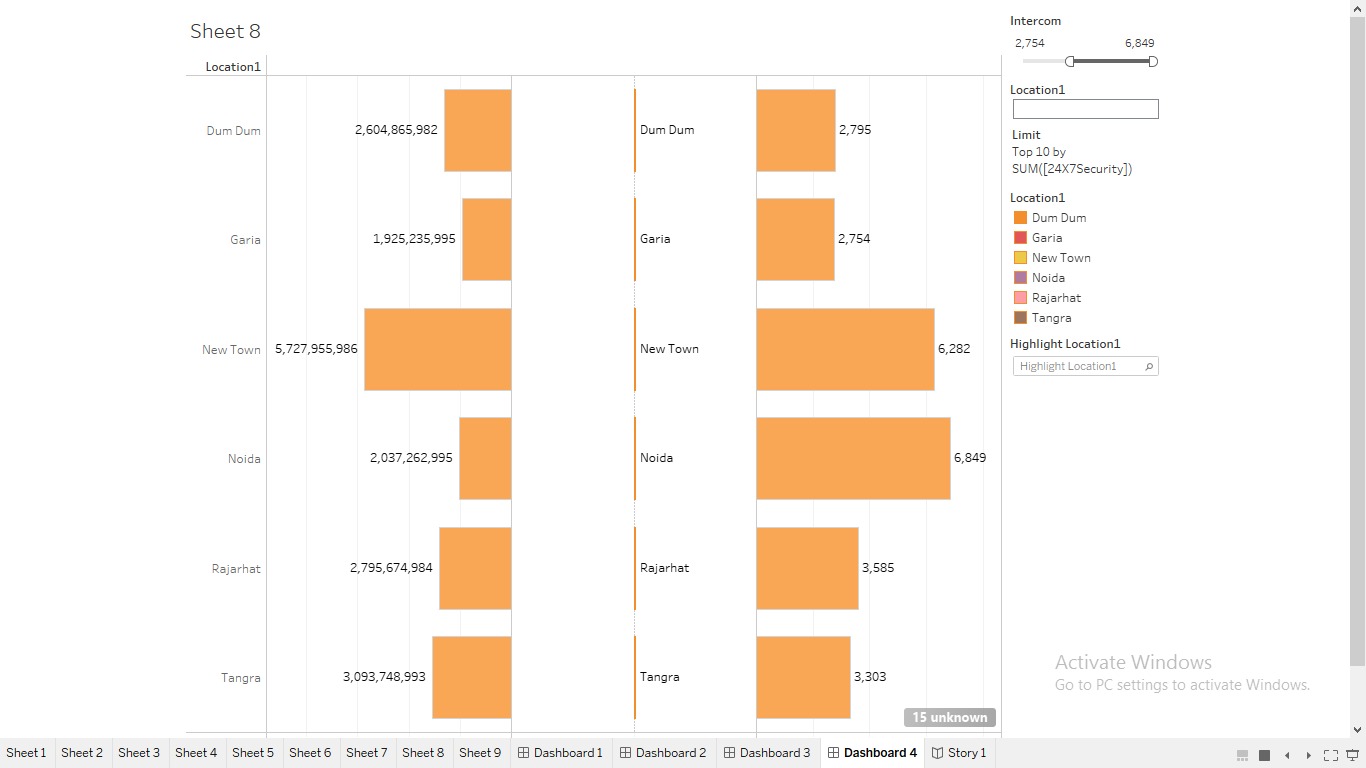 Sheet 8
Location1
Dum Dum
2,604,865,982
Dum Dum
2,795
Garia
1,925,235,995
Garia
2,754
New Town
5,727,955,986
New Town
6,282
Noida
2,037,262,995
Noida
6,849
Rajarhat
2,795,674,984
Rajarhat
3,585
Tangra
3,093,748,993
Tangra
3,303
15 unknown
Intercom
2,754 6,849
Location1
Limit
Top 10 by
SUM([24X7Security])
Location1
Dum Dum
Garia
New Town
Noida
Rajarhat
Tangra
Highlight Location1
Highlight Location1
Activate Windows
Go to PC settings to activate Windows.
Sheet 1 Sheet 2 Sheet 3 Sheet 4 Sheet 5 Sheet 6 Sheet 7 Sheet 8 Sheet 9 Dashboard 1 Dashboard 2 Dashboard 3 Dashboard 4 Story 1